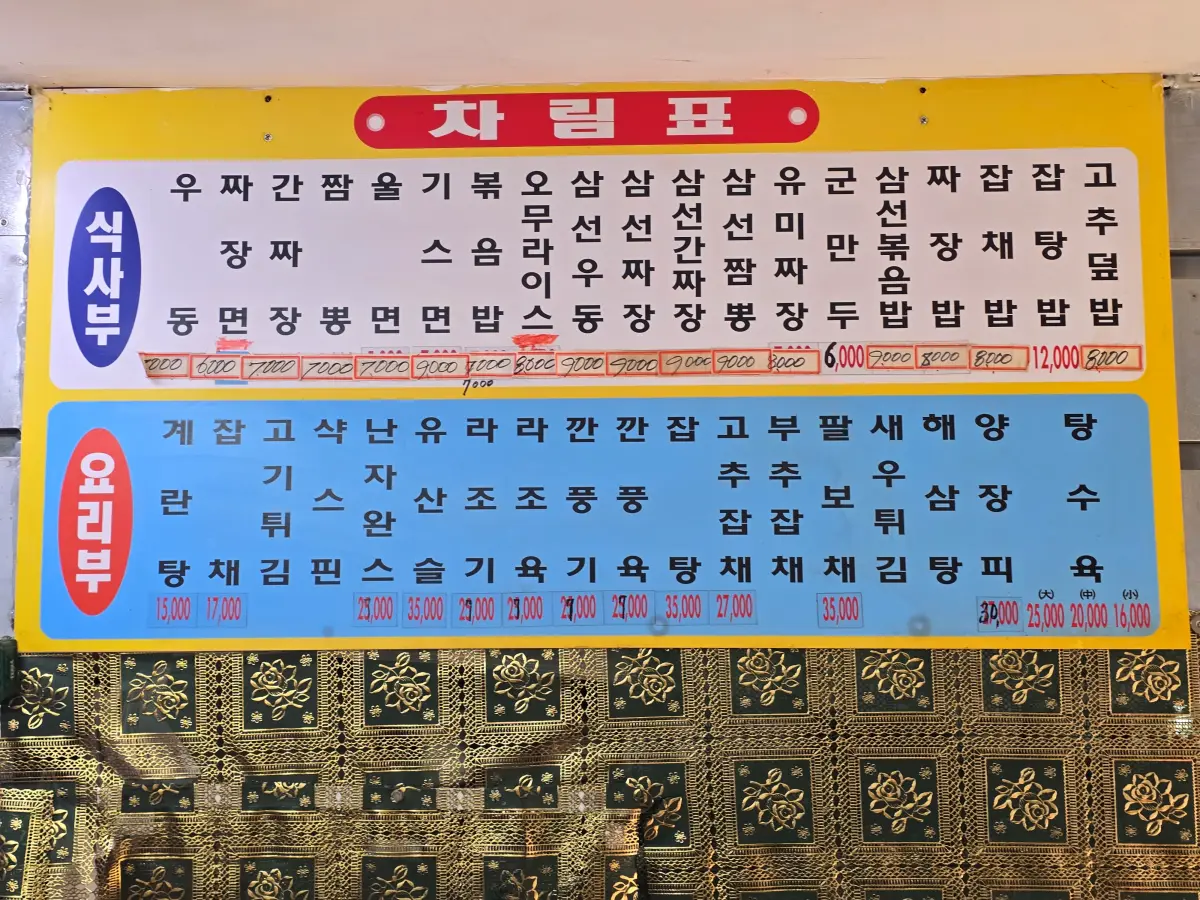 차림표
식사부
우동 7000
짜장면 6000
간짜장 7000
짬뽕 7000
울면 7000
기스면 9000
볶음밥 7000
7000
오무라이스
삼선우동 9000
삼선짜장 9000
삼선간짜장 9000
삼선짬뽕 9000
유미짜장 8000
군만두 6,000
삼선볶음밥 9000
짜장밥 8000
잡채밥 8000
잡탕밥 12,000
고추덮밥 8000
요리부
계란탕 15,000
잡채 17,000
고기튀김
샥스핀
난자완스
유산슬 35,000
라조기
라조육
깐풍기
깐풍육
잡탕 35,000
고추잡채 27,000
부추잡채
팔보채 35,000
새우튀김
해삼탕
양장피
탕수육 (大) 25,000 (中) 20,000 (小) 16,000